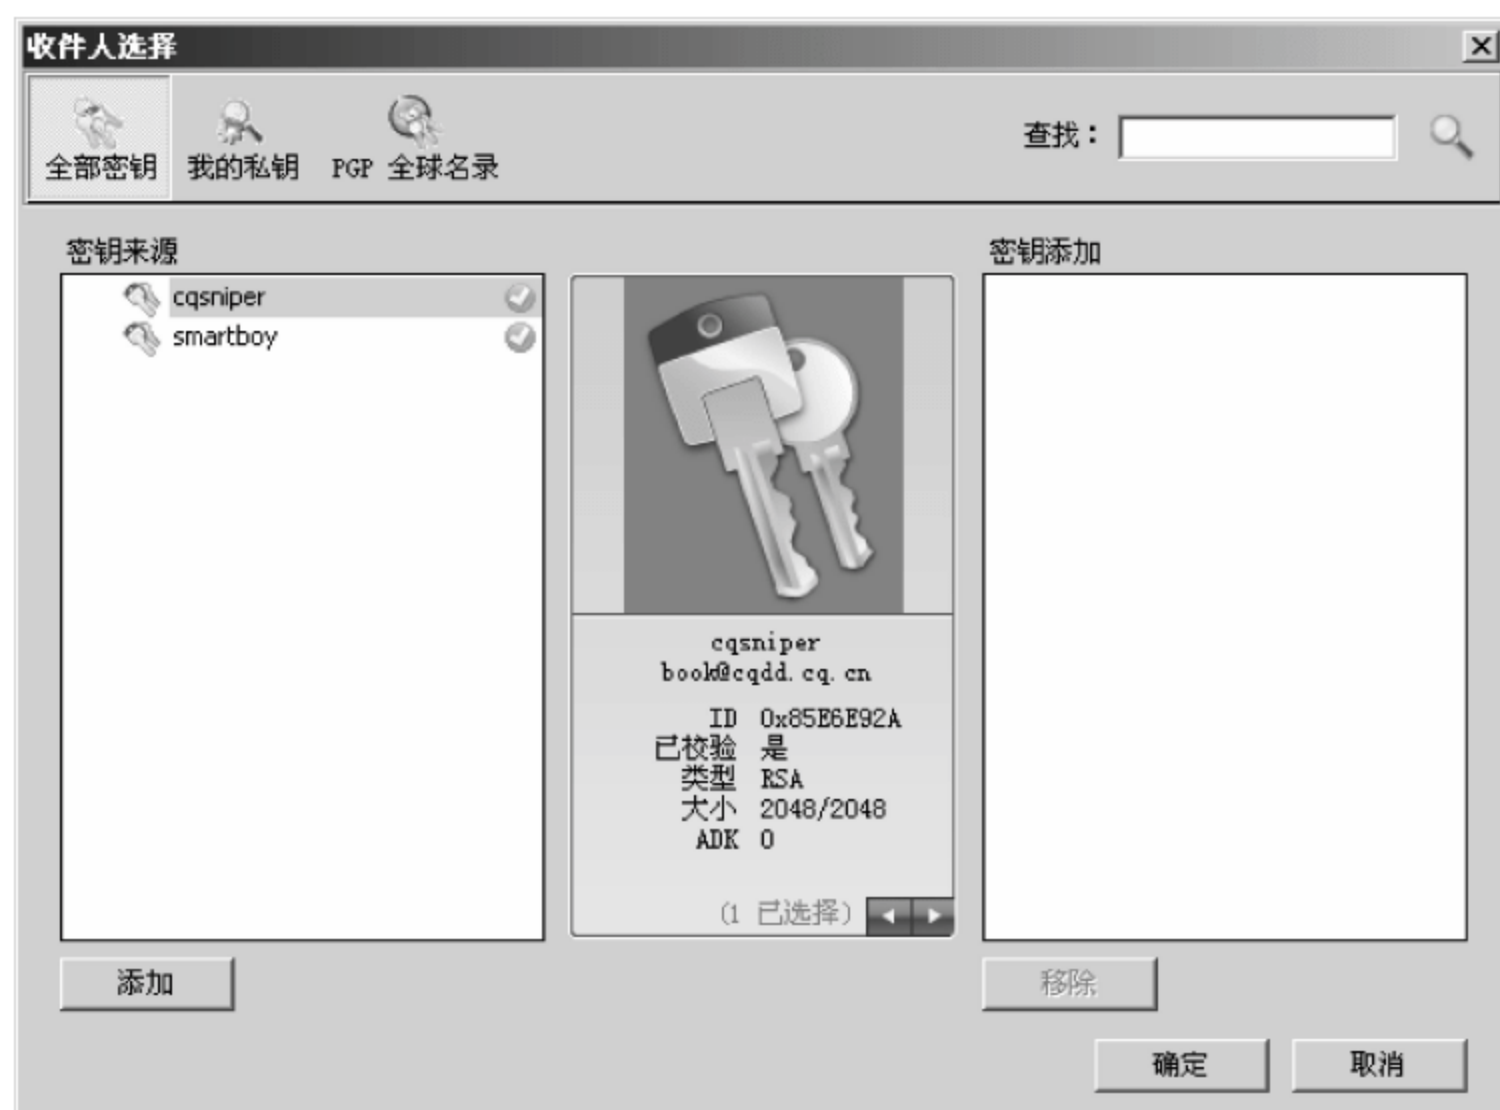 收件人选择
全部密钥 我的私钥 PGP 全球名录 查找：
密钥来源
cqsniper
smartboy
cqsniper
book@cqdd.cq.cn
ID 0x85E6E92A
已校验 是
类型 RSA
大小 2048/2048
ADK 0
(1 已选择)
密钥添加
添加
移除
确定 取消